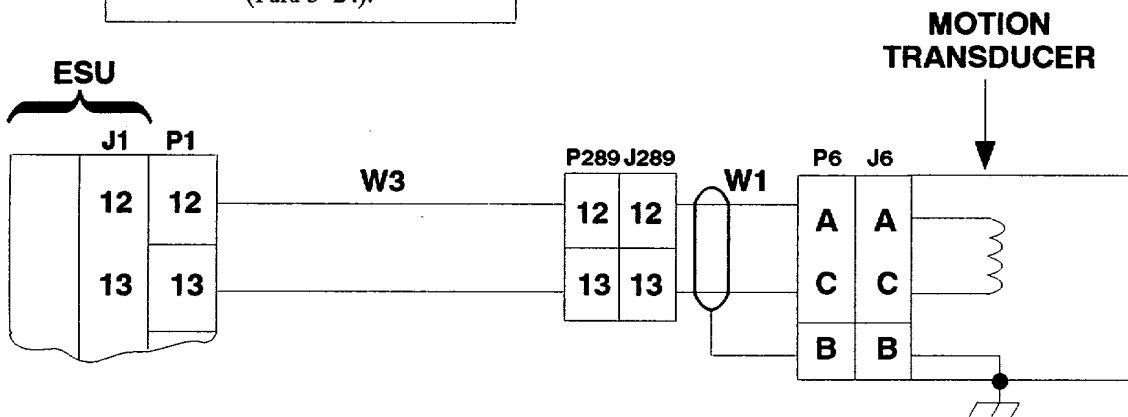 MOTION
TRANSDUCER
ESU
J1 P1
P289 J289
P6 J6
W3
W1
12 12
12 12
A A
13 13
13 13
C C
B B